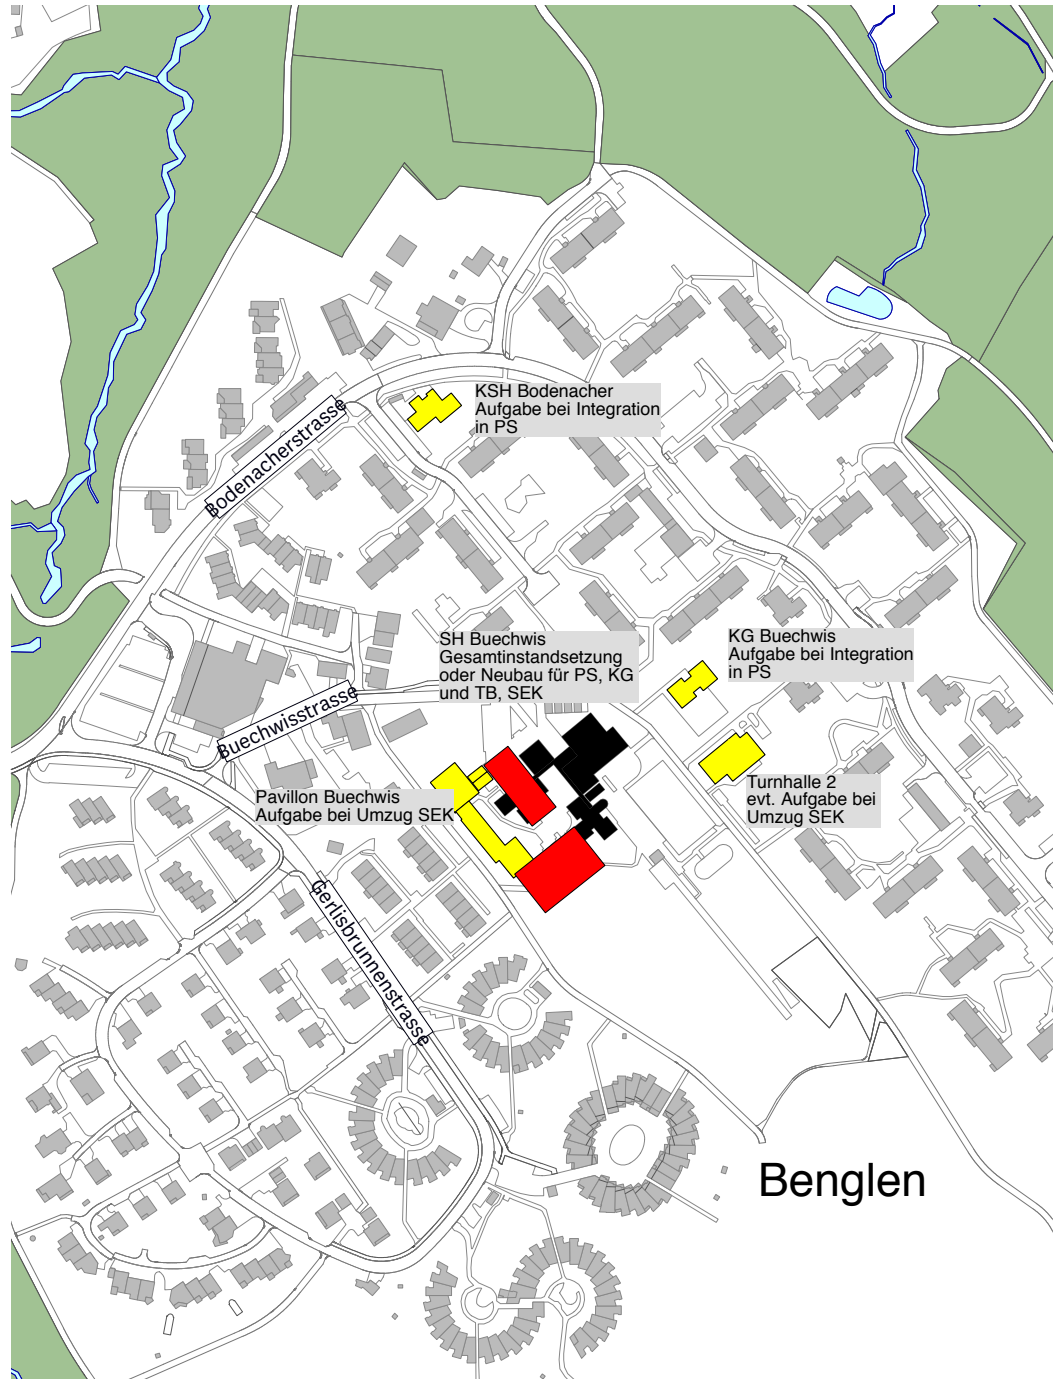 KSH Bodenacher
Aufgabe bei Integration
in PS
Bodenacherstrasse
SH Buechwis
Gesamtinstandsetzung
oder Neubau für PS, KG
und TB, SEK
KG Buechwis
Aufgabe bei Integration
in PS
Buechwisstrasse
Pavillon Buechwis
Aufgabe bei Umzug SEK
Turnhalle 2
evt. Aufgabe bei
Umzug SEK
Gerlisbrunnenstrasse
Benglen